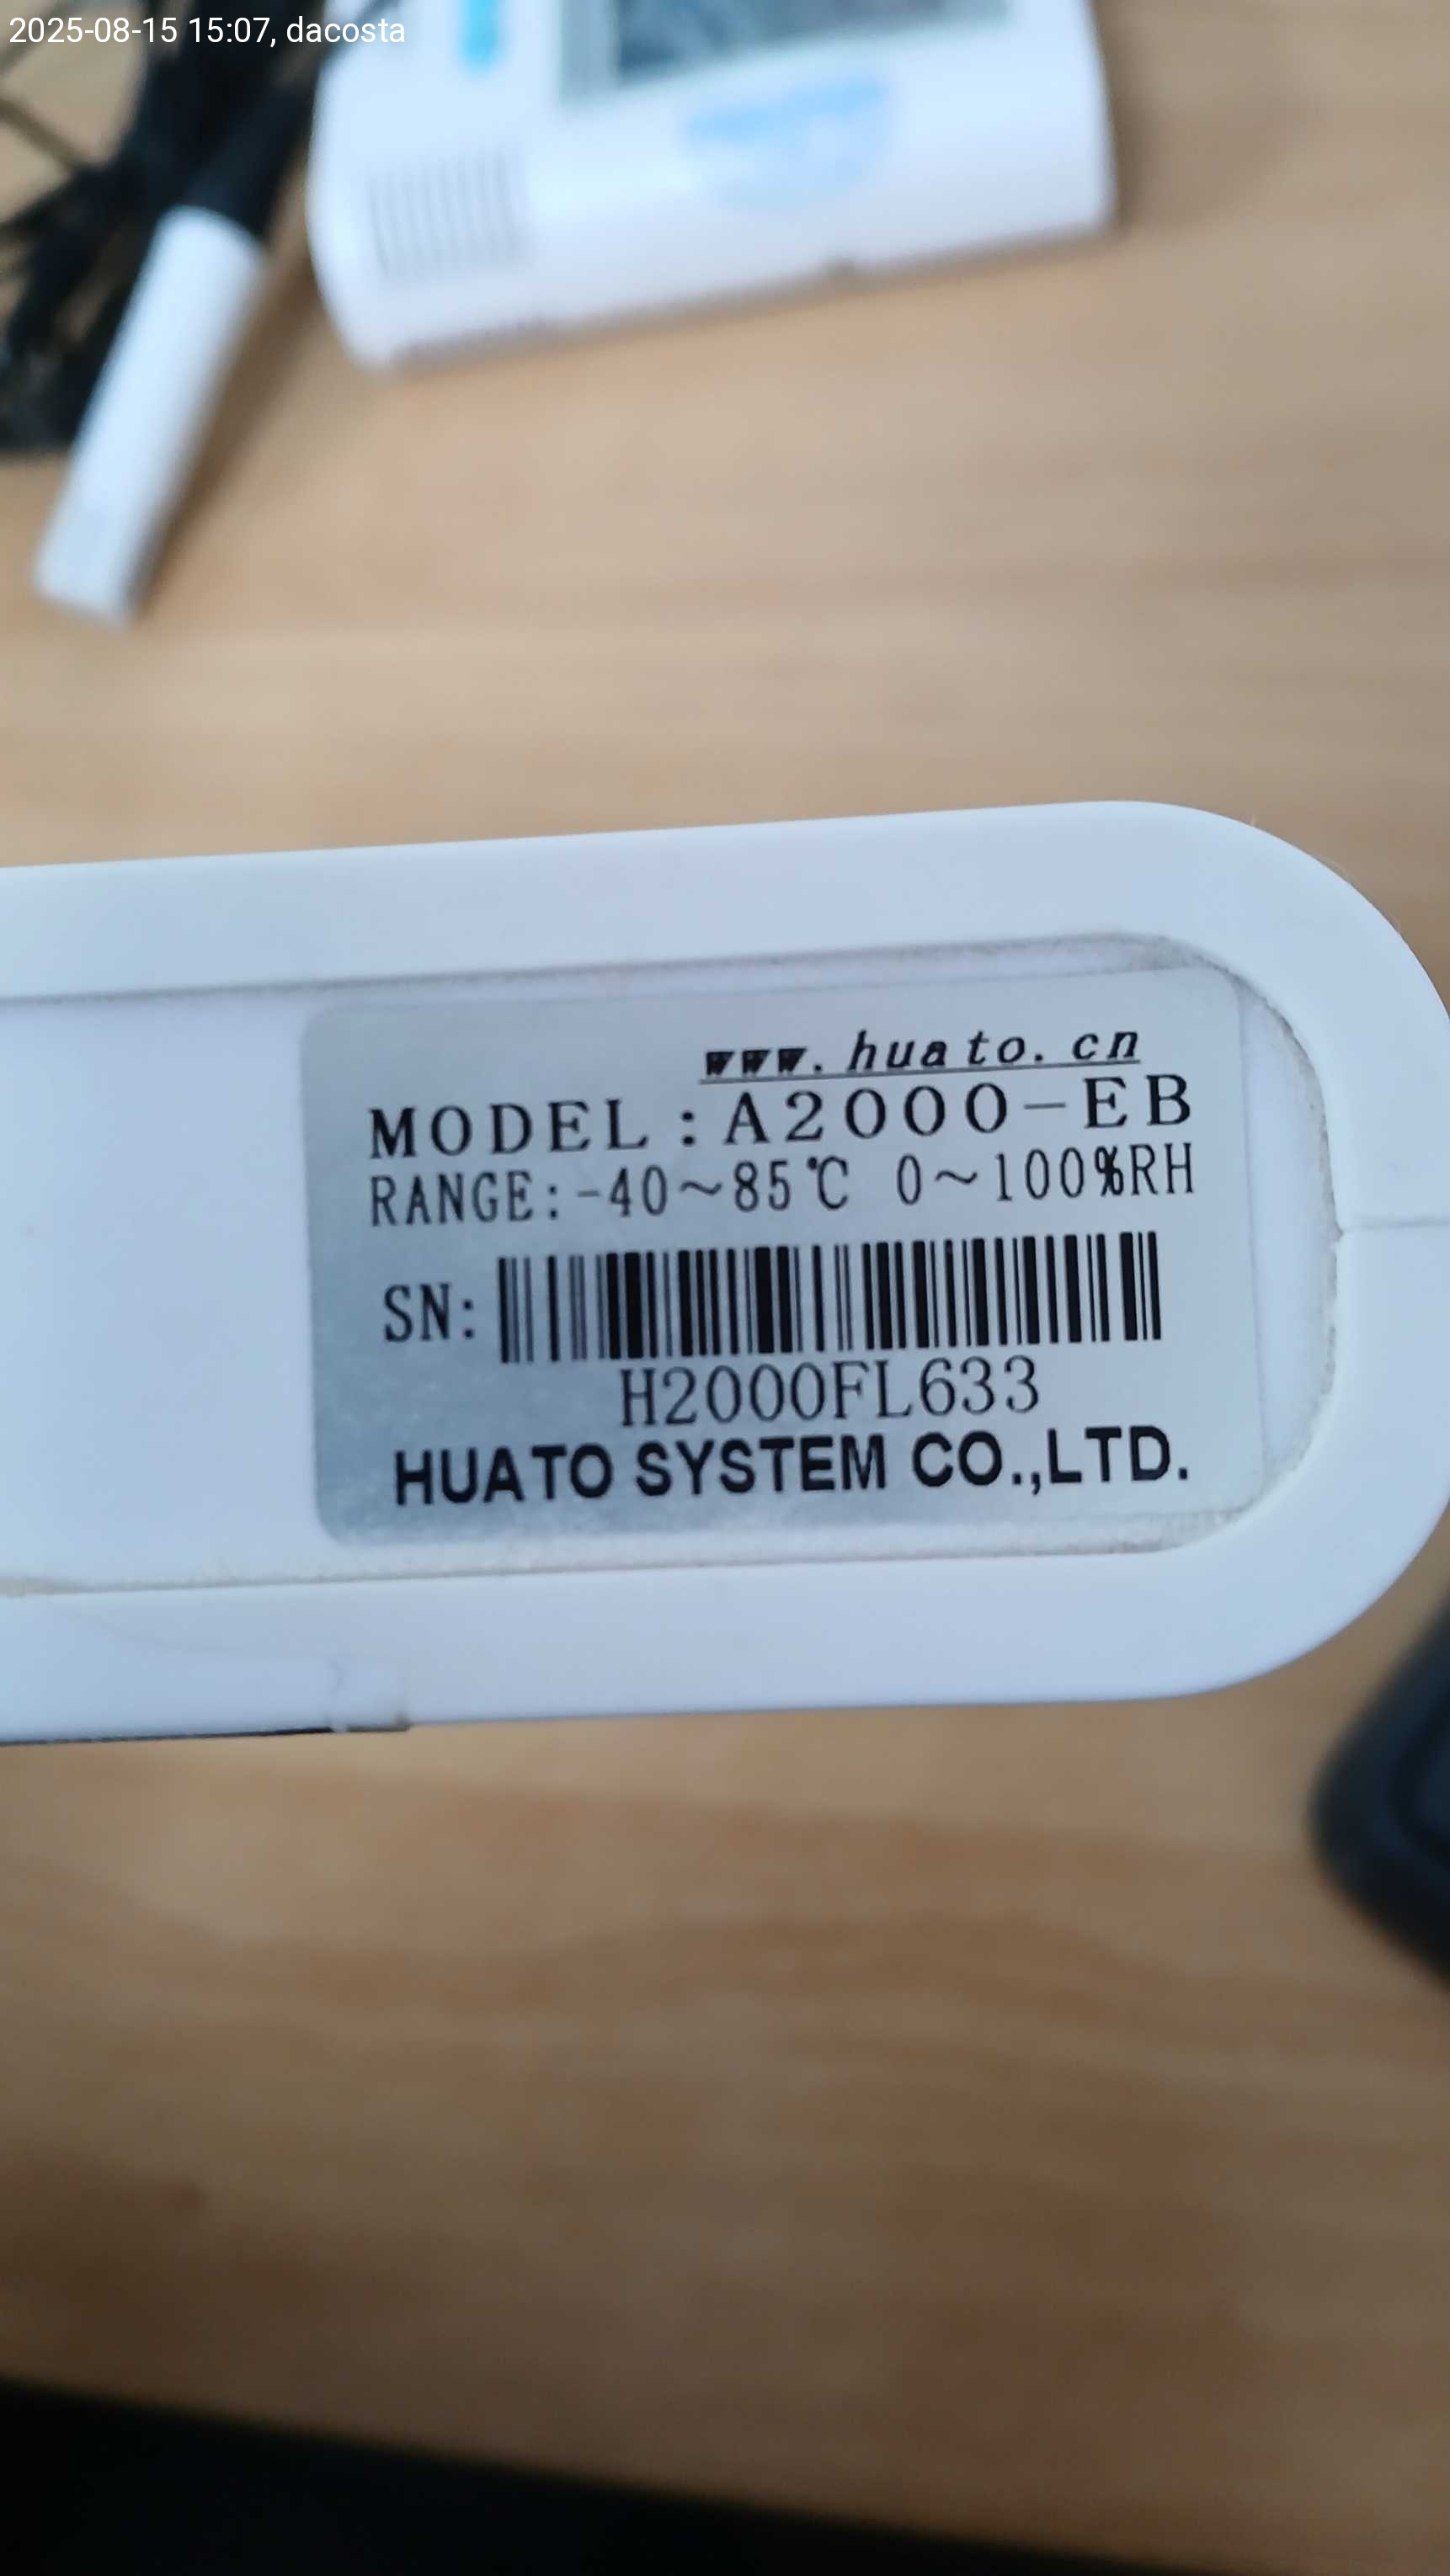 2025-08-15 15:07, dacosta
www.huato.cn
MODEL:A2000-EB
RANGE:-40~85℃ 0~100%RH
SN:
H2000FL633
HUATO SYSTEM CO.,LTD.